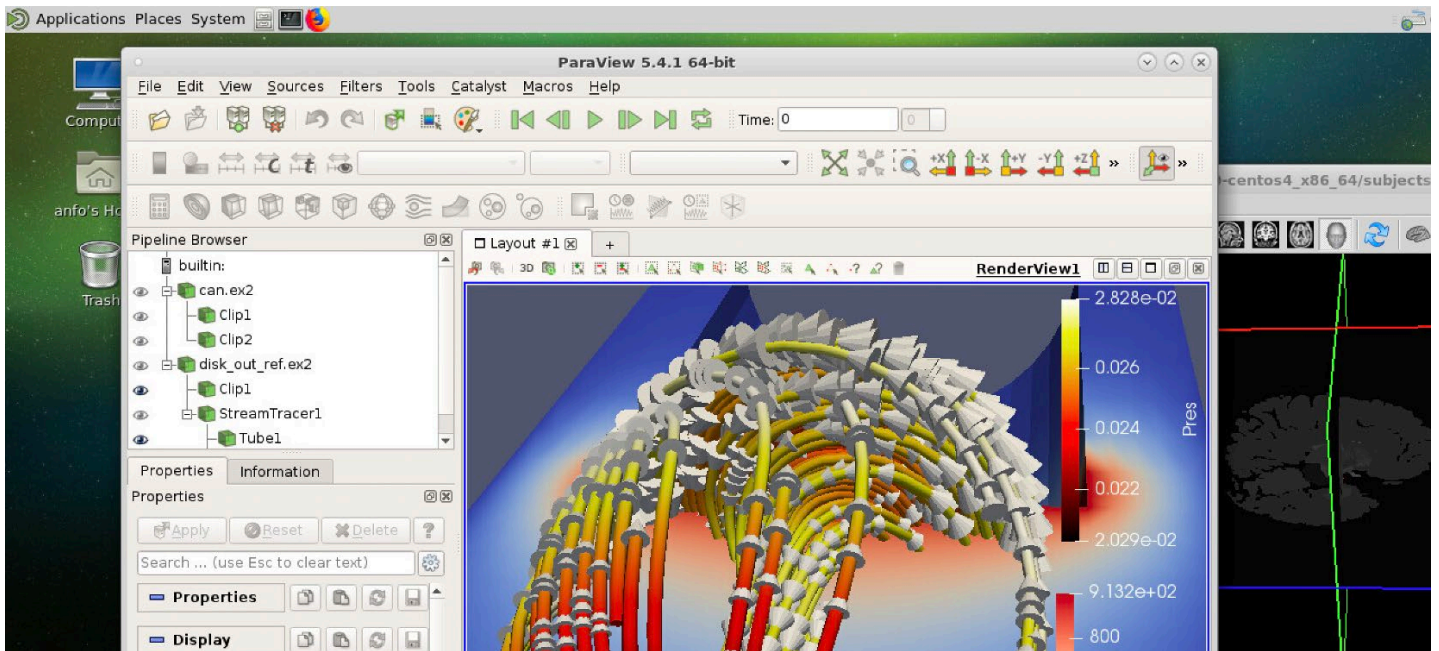 Applications Places System
ParaView 5.4.1 64-bit
File Edit View Sources Filters Tools Catalyst Macros Help
Comput
Time: 0
0
+X -X +Y -Y +Z » »
-centos4_x86_64/subjects
anfo's Ho
Pipeline Browser
Layout #1 +
builtin:
3D
RenderView1
can.ex2
Trash
Clip1
Clip2
disk_out_ref.ex2
Clip1
StreamTracer1
Tube1
2.828e-02
0.026
0.024
0.022
2.029e-02
Pres
Properties Information
Properties
Apply Reset Delete ?
Search ... (use Esc to clear text)
Properties
Display
9.132e+02
800